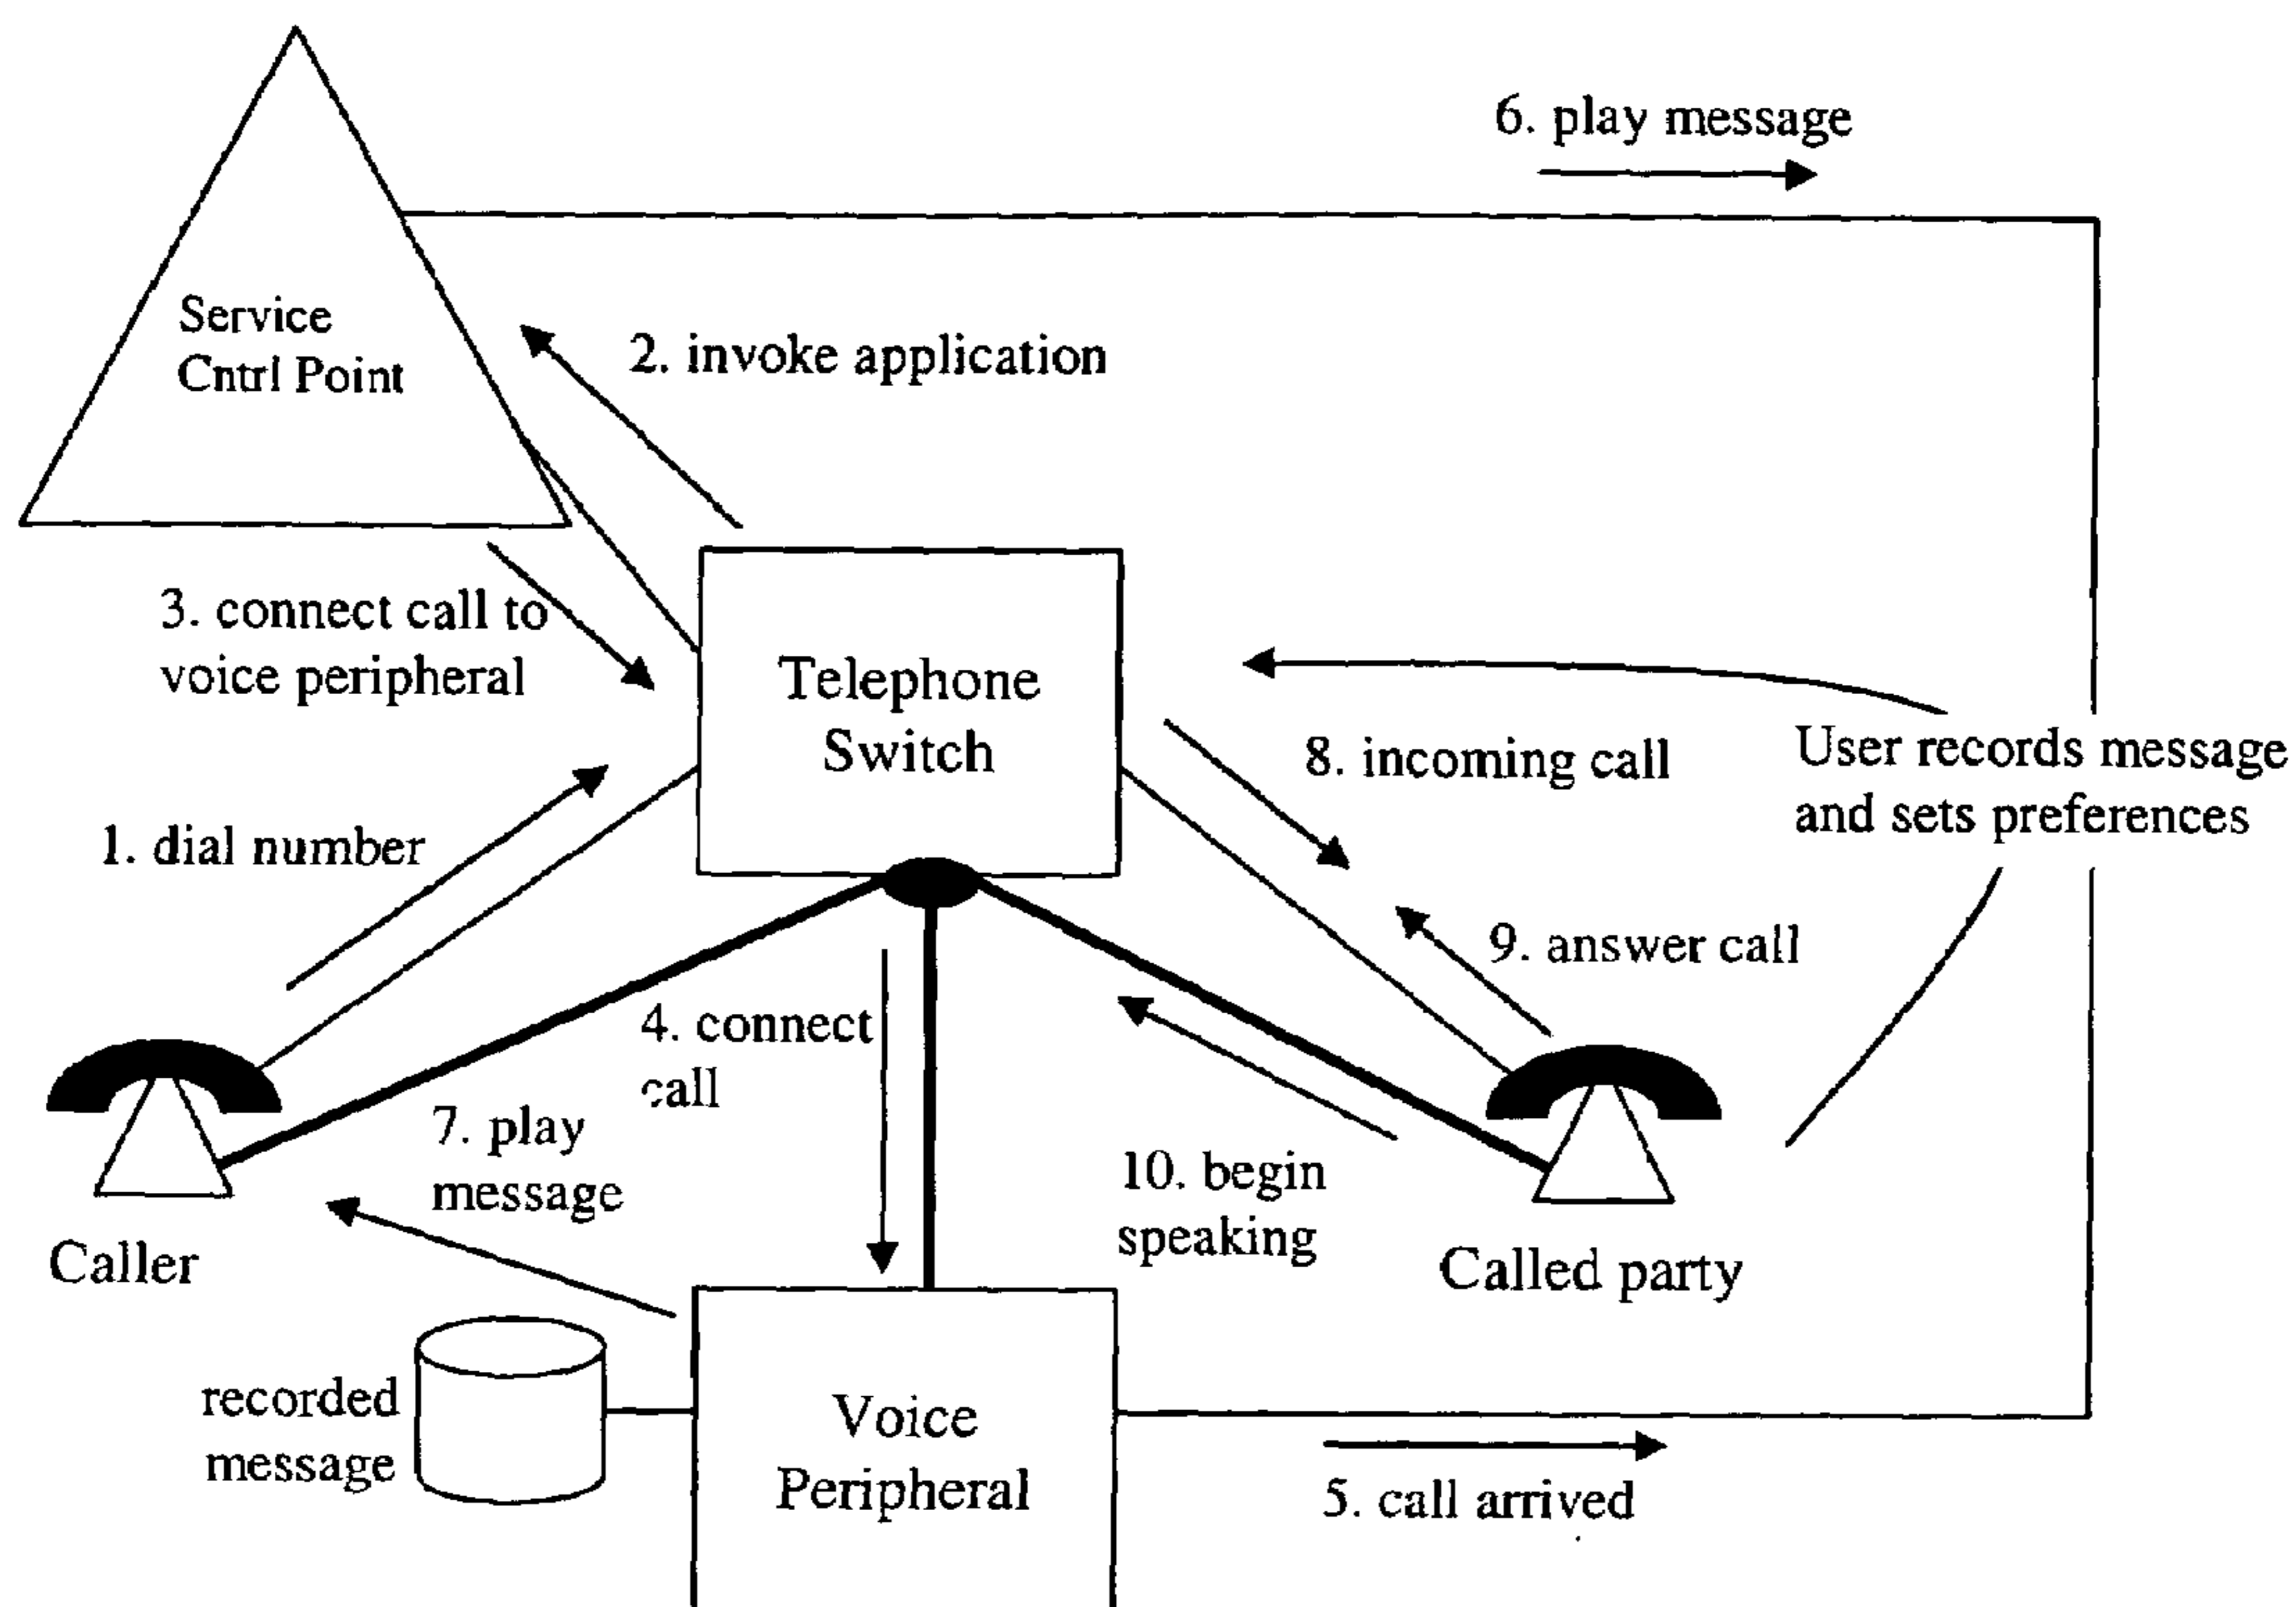 6. play message
Service
Cntrl Point
2. invoke application
3. connect call to
voice peripheral
Telephone
Switch
8. incoming call
User records message
and sets preferences
1. dial number
9. answer call
4. connect
call
7. play
message
10. begin
speaking
Caller
Called party
recorded
message
Voice
Peripheral
5. call arrived